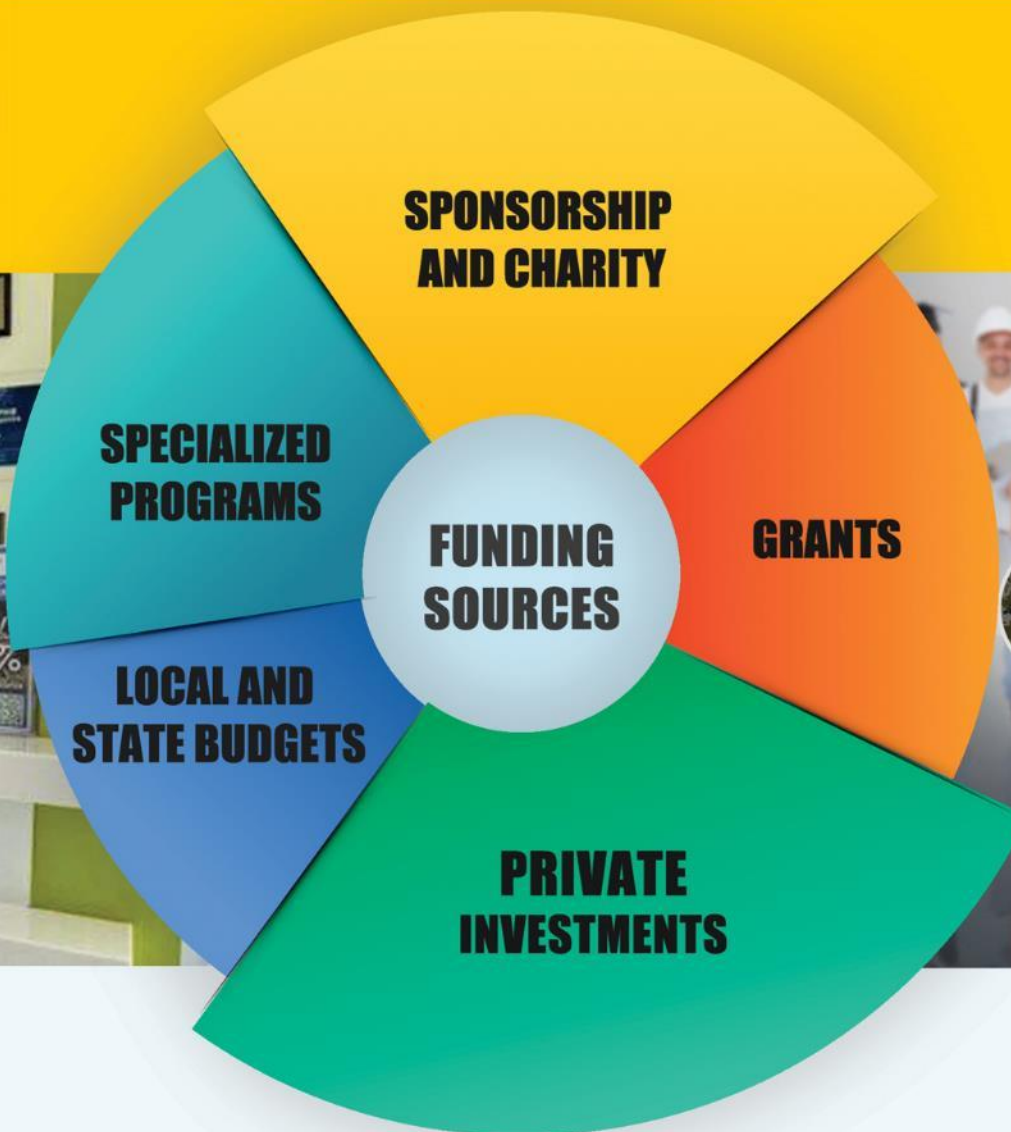 SPONSORSHIP
AND CHARITY
SPECIALIZED
PROGRAMS
GRANTS
FUNDING
SOURCES
LOCAL AND
STATE BUDGETS
PRIVATE
INVESTMENTS